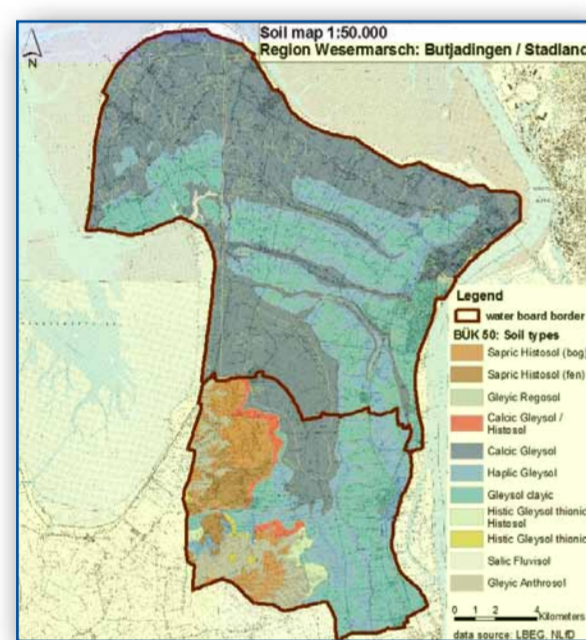 Soil map 1:50.000
Region Wesermarsch: Butjadingen / Stadland
N
Legend
water board border
BÜK 50: Soil types
Sapric Histosol (bog)
Sapric Histosol (fen)
Gleyic Regosol
Calcic Gleysol /
Histosol
Calcic Gleysol
Haplic Gleysol
Gleysol clayic
Histic Gleysol thionic
Histosol
Histic Gleysol thionic
Salic Fluvisol
Gleyic Anthrosol
0 1 2 4
Kilometers
data source: LBEG, NLfB